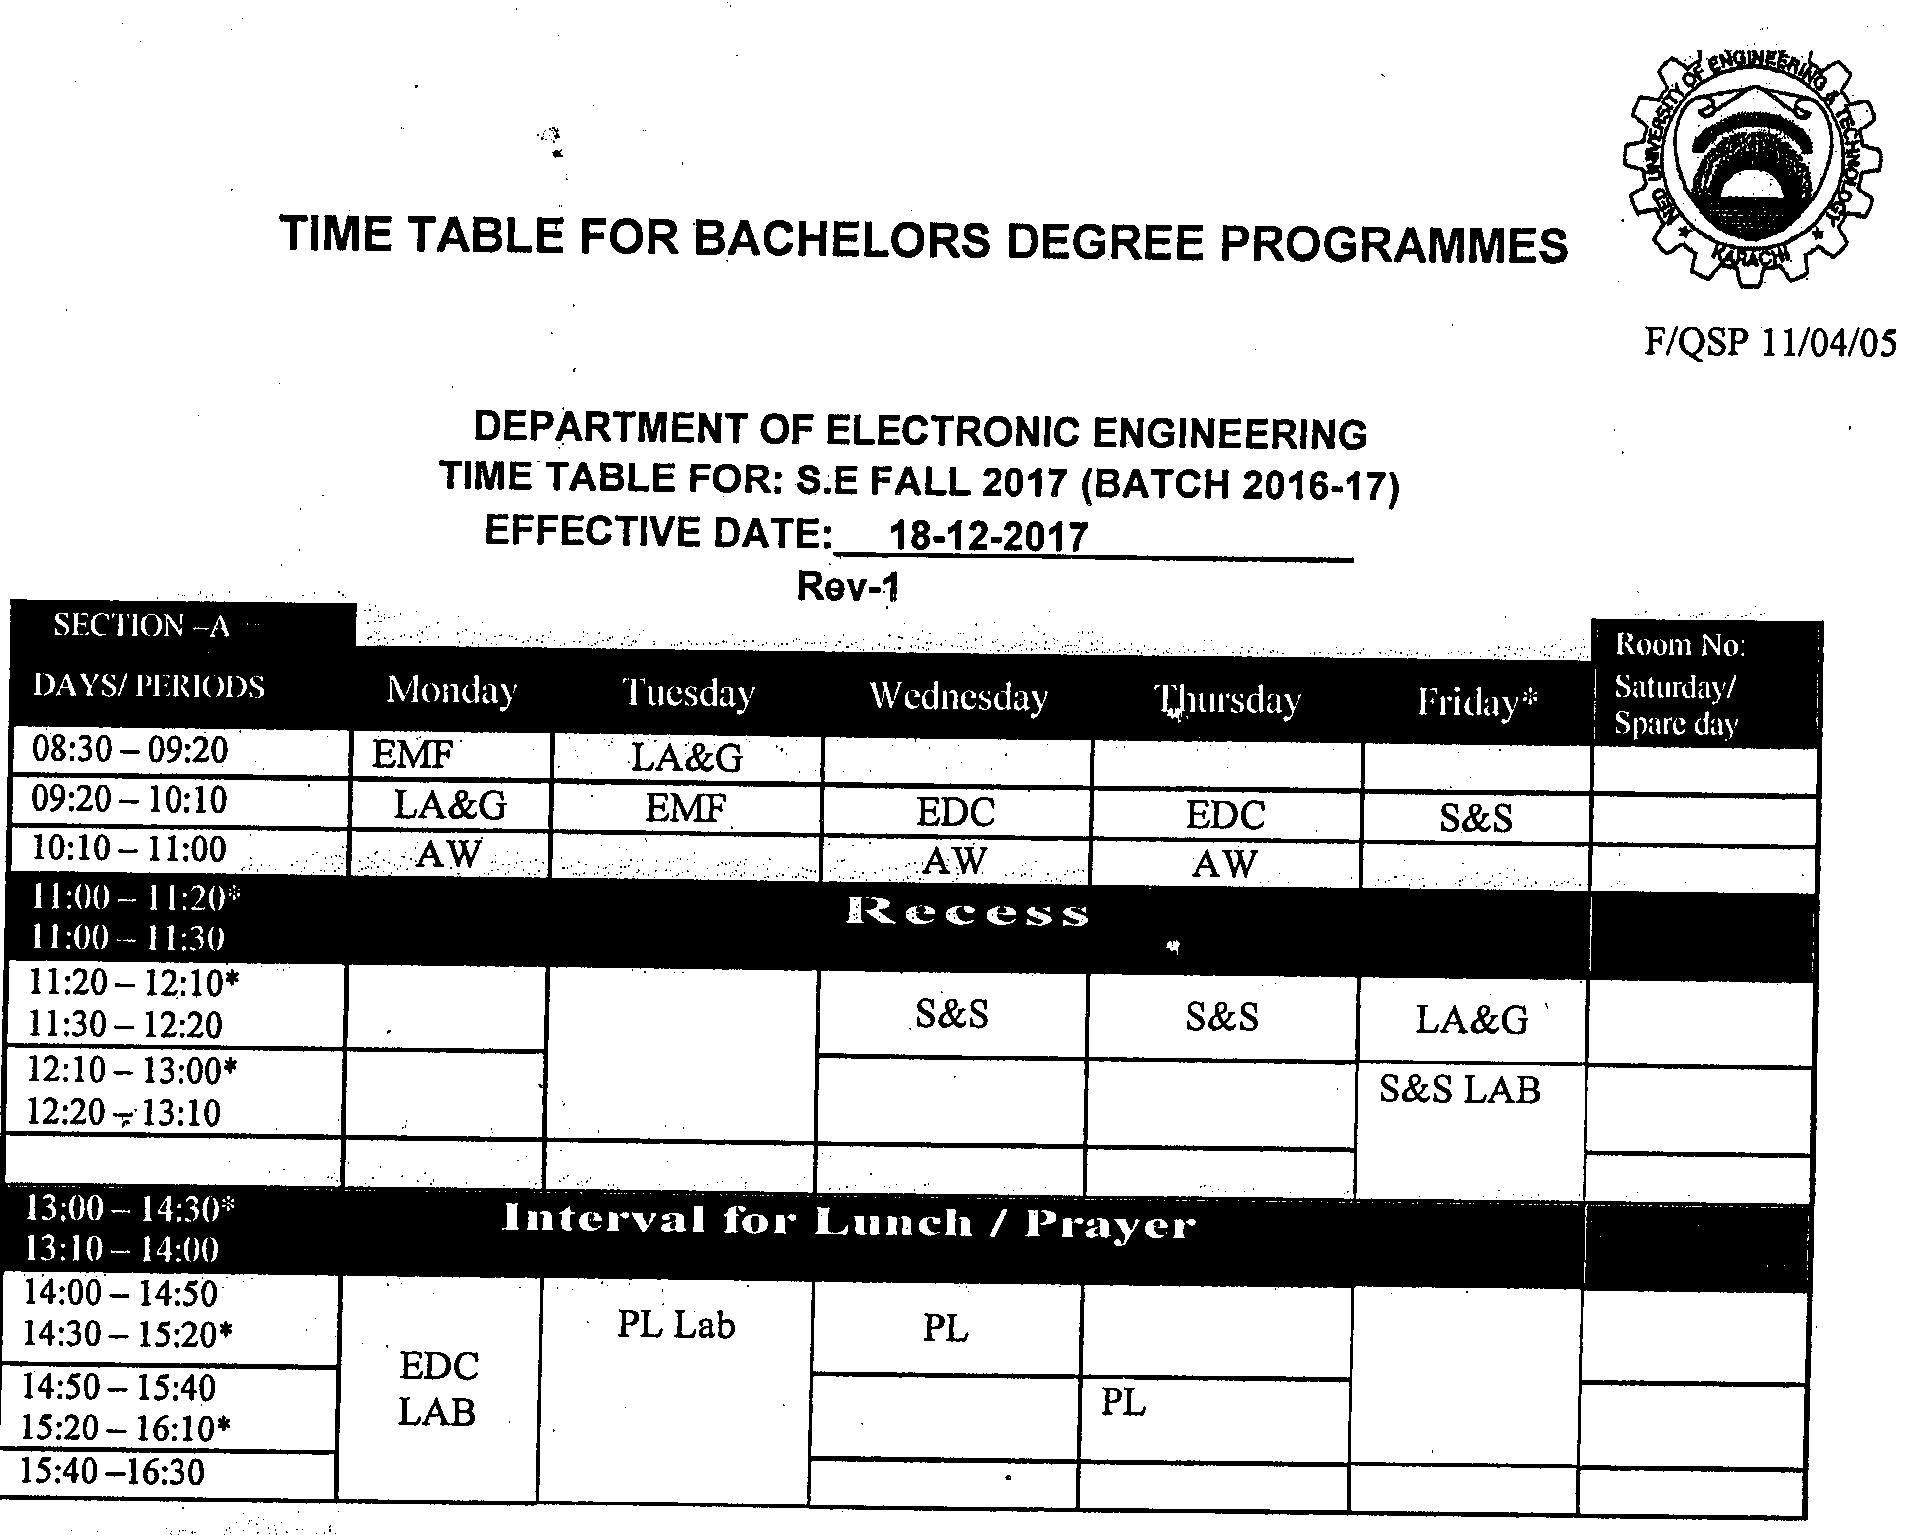 NED UNIVERSITY OF ENGINEERING & TECHNOLOGY
KARACHI
TIME TABLE FOR BACHELORS DEGREE PROGRAMMES
F/QSP 11/04/05
DEPARTMENT OF ELECTRONIC ENGINEERING
TIME TABLE FOR: S.E FALL 2017 (BATCH 2016-17)
EFFECTIVE DATE: 18-12-2017
Rev-1
SECTION –A
Room No:
DAYS/ PERIODS Monday Tuesday Wednesday Thursday Friday* Saturday/
Spare day
08:30 – 09:20 EMF LA&G
09:20 – 10:10 LA&G EMF EDC EDC S&S
10:10 – 11:00 AW AW AW
11:00 – 11:20* Recess
11:00 – 11:30
11:20 – 12:10*
11:30 – 12:20 S&S S&S LA&G
12:10 – 13:00* S&S LAB
12:20 – 13:10
13:00 – 14:30* Interval for Lunch / Prayer
13:10 – 14:00
14:00 – 14:50
14:30 – 15:20* PL Lab PL
EDC
14:50 – 15:40 PL
LAB
15:20 – 16:10*
15:40 –16:30